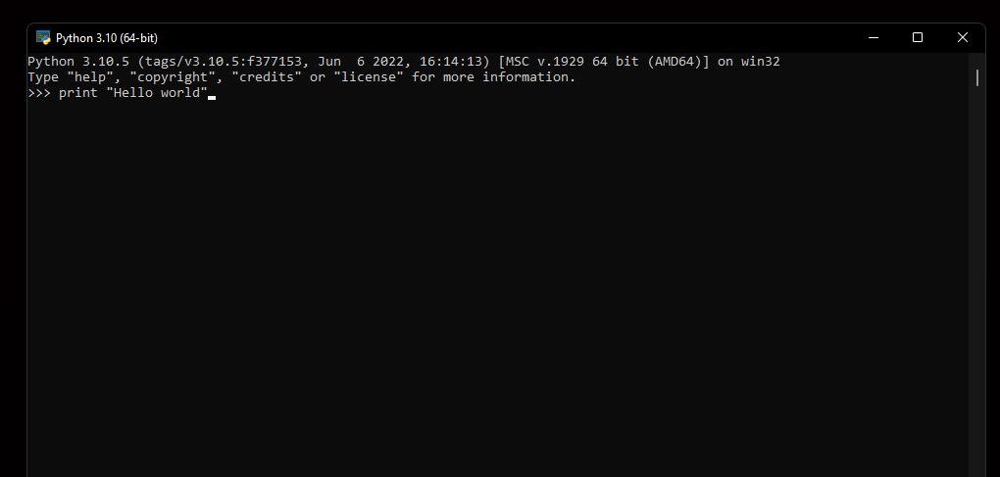 Python 3.10 (64-bit)
Python 3.10.5 (tags/v3.10.5:f377153, Jun  6 2022, 16:14:13) [MSC v.1929 64 bit (AMD64)] on win32
Type "help", "copyright", "credits" or "license" for more information.
>>> print "Hello world"